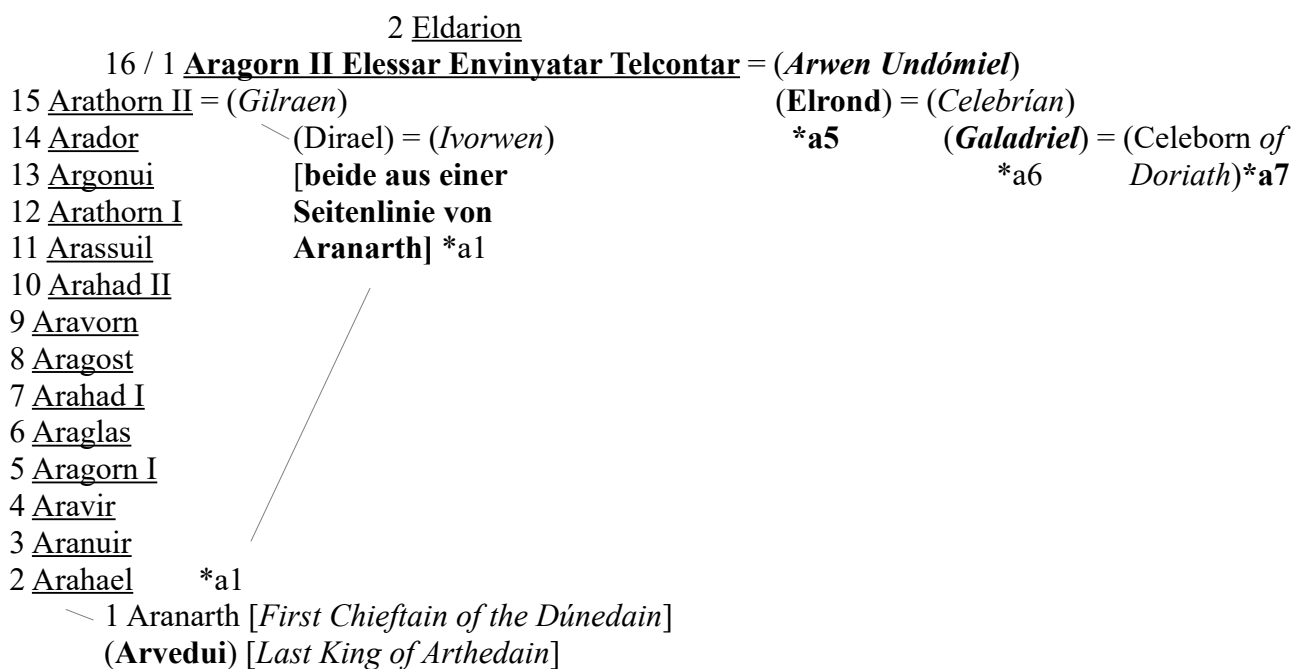 2 Eldarion
16 / 1 Aragorn II Elessar Envinyatar Telcontar = (Arwen Undómiel)
15 Arathorn II = (Gilraen) (Elrond) = (Celebrían)
14 Arador (Dirael) = (Ivorwen) *a5 (Galadriel) = (Celeborn of
13 Argonui [beide aus einer *a6 Doriath)*a7
12 Arathorn I Seitenlinie von
11 Arassuil Aranarth] *a1
10 Arahad II
9 Aravorn
8 Aragost
7 Arahad I
6 Araglas
5 Aragorn I
4 Aravir
3 Aranuir
2 Arahael *a1
1 Aranarth [First Chieftain of the Dúnedain]
(Arvedui) [Last King of Arthedain]